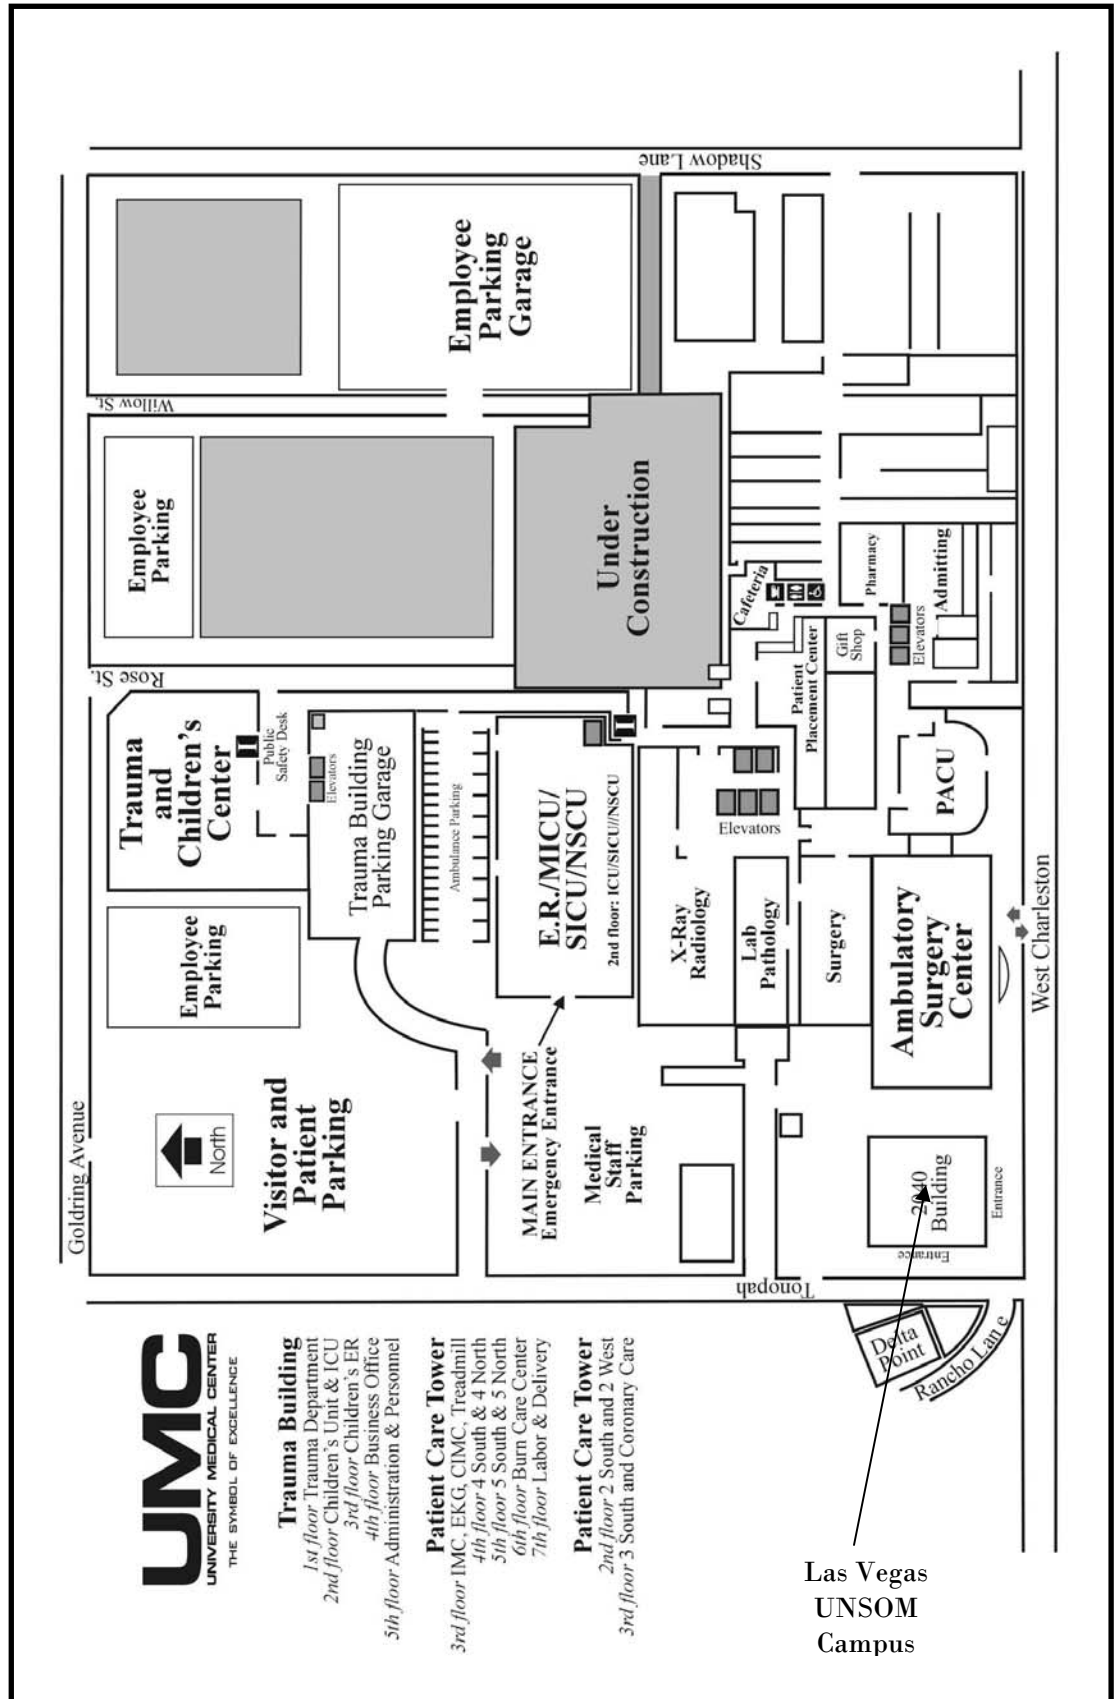 UMC
UNIVERSITY MEDICAL CENTER
THE SYMBOL OF EXCELLENCE
Trauma Building
1st floor Trauma Department
2nd floor Children's Unit & ICU
3rd floor Children's ER
4th floor Business Office
5th floor Administration & Personnel
Patient Care Tower
3rd floor IMC, EKG, CIMC, Treadmill
4th floor 4 South & 4 North
5th floor 5 South & 5 North
6th floor Burn Care Center
7th floor Labor & Delivery
Patient Care Tower
2nd floor 2 South and 2 West
3rd floor 3 South and Coronary Care
Goldring Avenue
North
Visitor and
Patient
Parking
Employee
Parking
Trauma
and
Children's
Center
Public
Safety Desk
Elevators
Rose St.
Employee
Parking
Willow St.
Trauma Building
Parking Garage
Ambulance Parking
Employee
Parking
Garage
Shadow Lane
MAIN ENTRANCE
Emergency Entrance
E.R./MICU/
SICU/NSCU
2nd floor: ICU/SICU//NSCU
Under
Construction
Medical
Staff
Parking
X-Ray
Radiology
Lab
Pathology
Surgery
Elevators
Cafeteria
Patient
Placement Center
Gift
Shop
Pharmacy
Elevators
Admitting
PACU
Ambulatory
Surgery
Center
2040
Building
Entrance
Entrance
Tonopah
Delta
Point
Rancho Lane
West Charleston
Las Vegas
UNSOM
Campus